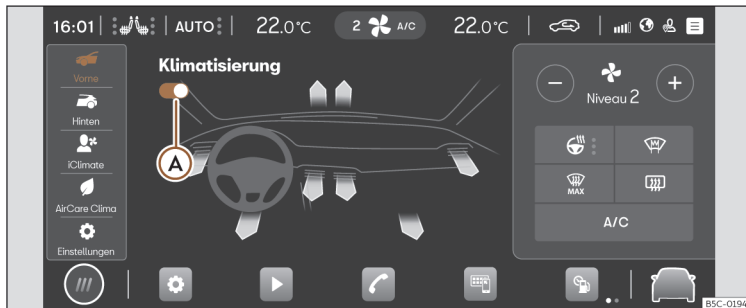 16:01 AUTO 22.0°C 2 A/C 22.0°C
Klimatisierung
Vorne
Hinten
iClimate
AirCare Clima
Einstellungen
A
Niveau 2
MAX
A/C
B5C-0194